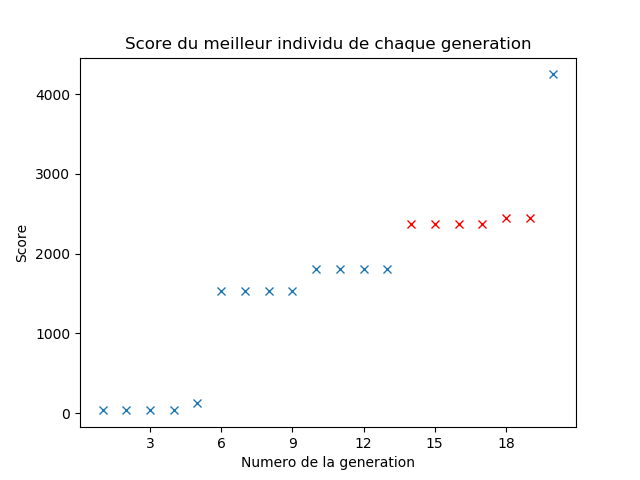 Score du meilleur individu de chaque generation
Score
4000
3000
2000
1000
0
3 6 9 12 15 18
Numero de la generation